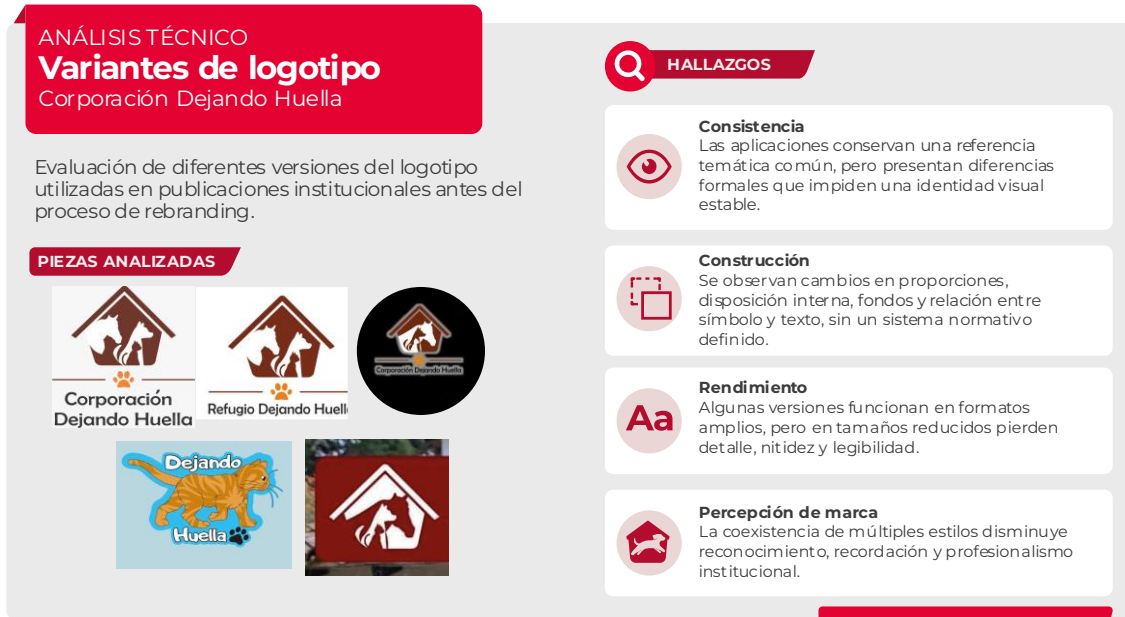 ANÁLISIS TÉCNICO
Variantes de logotipo
Corporación Dejando Huella
Evaluación de diferentes versiones del logotipo
utilizadas en publicaciones institucionales antes del
proceso de rebranding.
PIEZAS ANALIZADAS
Corporación
Dejando Huella
Refugio Dejando Huell
Corporación Dejando Huella
Dejando
Huella
HALLAZGOS
Consistencia
Las aplicaciones conservan una referencia
temática común, pero presentan diferencias
formales que impiden una identidad visual
estable.
Construcción
Se observan cambios en proporciones,
disposición interna, fondos y relación entre
símbolo y texto, sin un sistema normativo
definido.
Aa
Rendimiento
Algunas versiones funcionan en formatos
amplios, pero en tamaños reducidos pierden
detalle, nitidez y legibilidad.
Percepción de marca
La coexistencia de múltiples estilos disminuye
reconocimiento, recordación y profesionalismo
institucional.